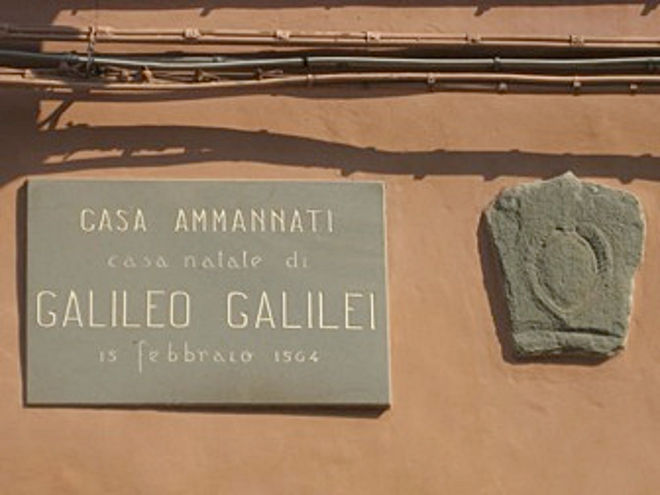 CASA AMMANNATI
casa natale di
GALILEO GALILEI
15 febbraio 1564